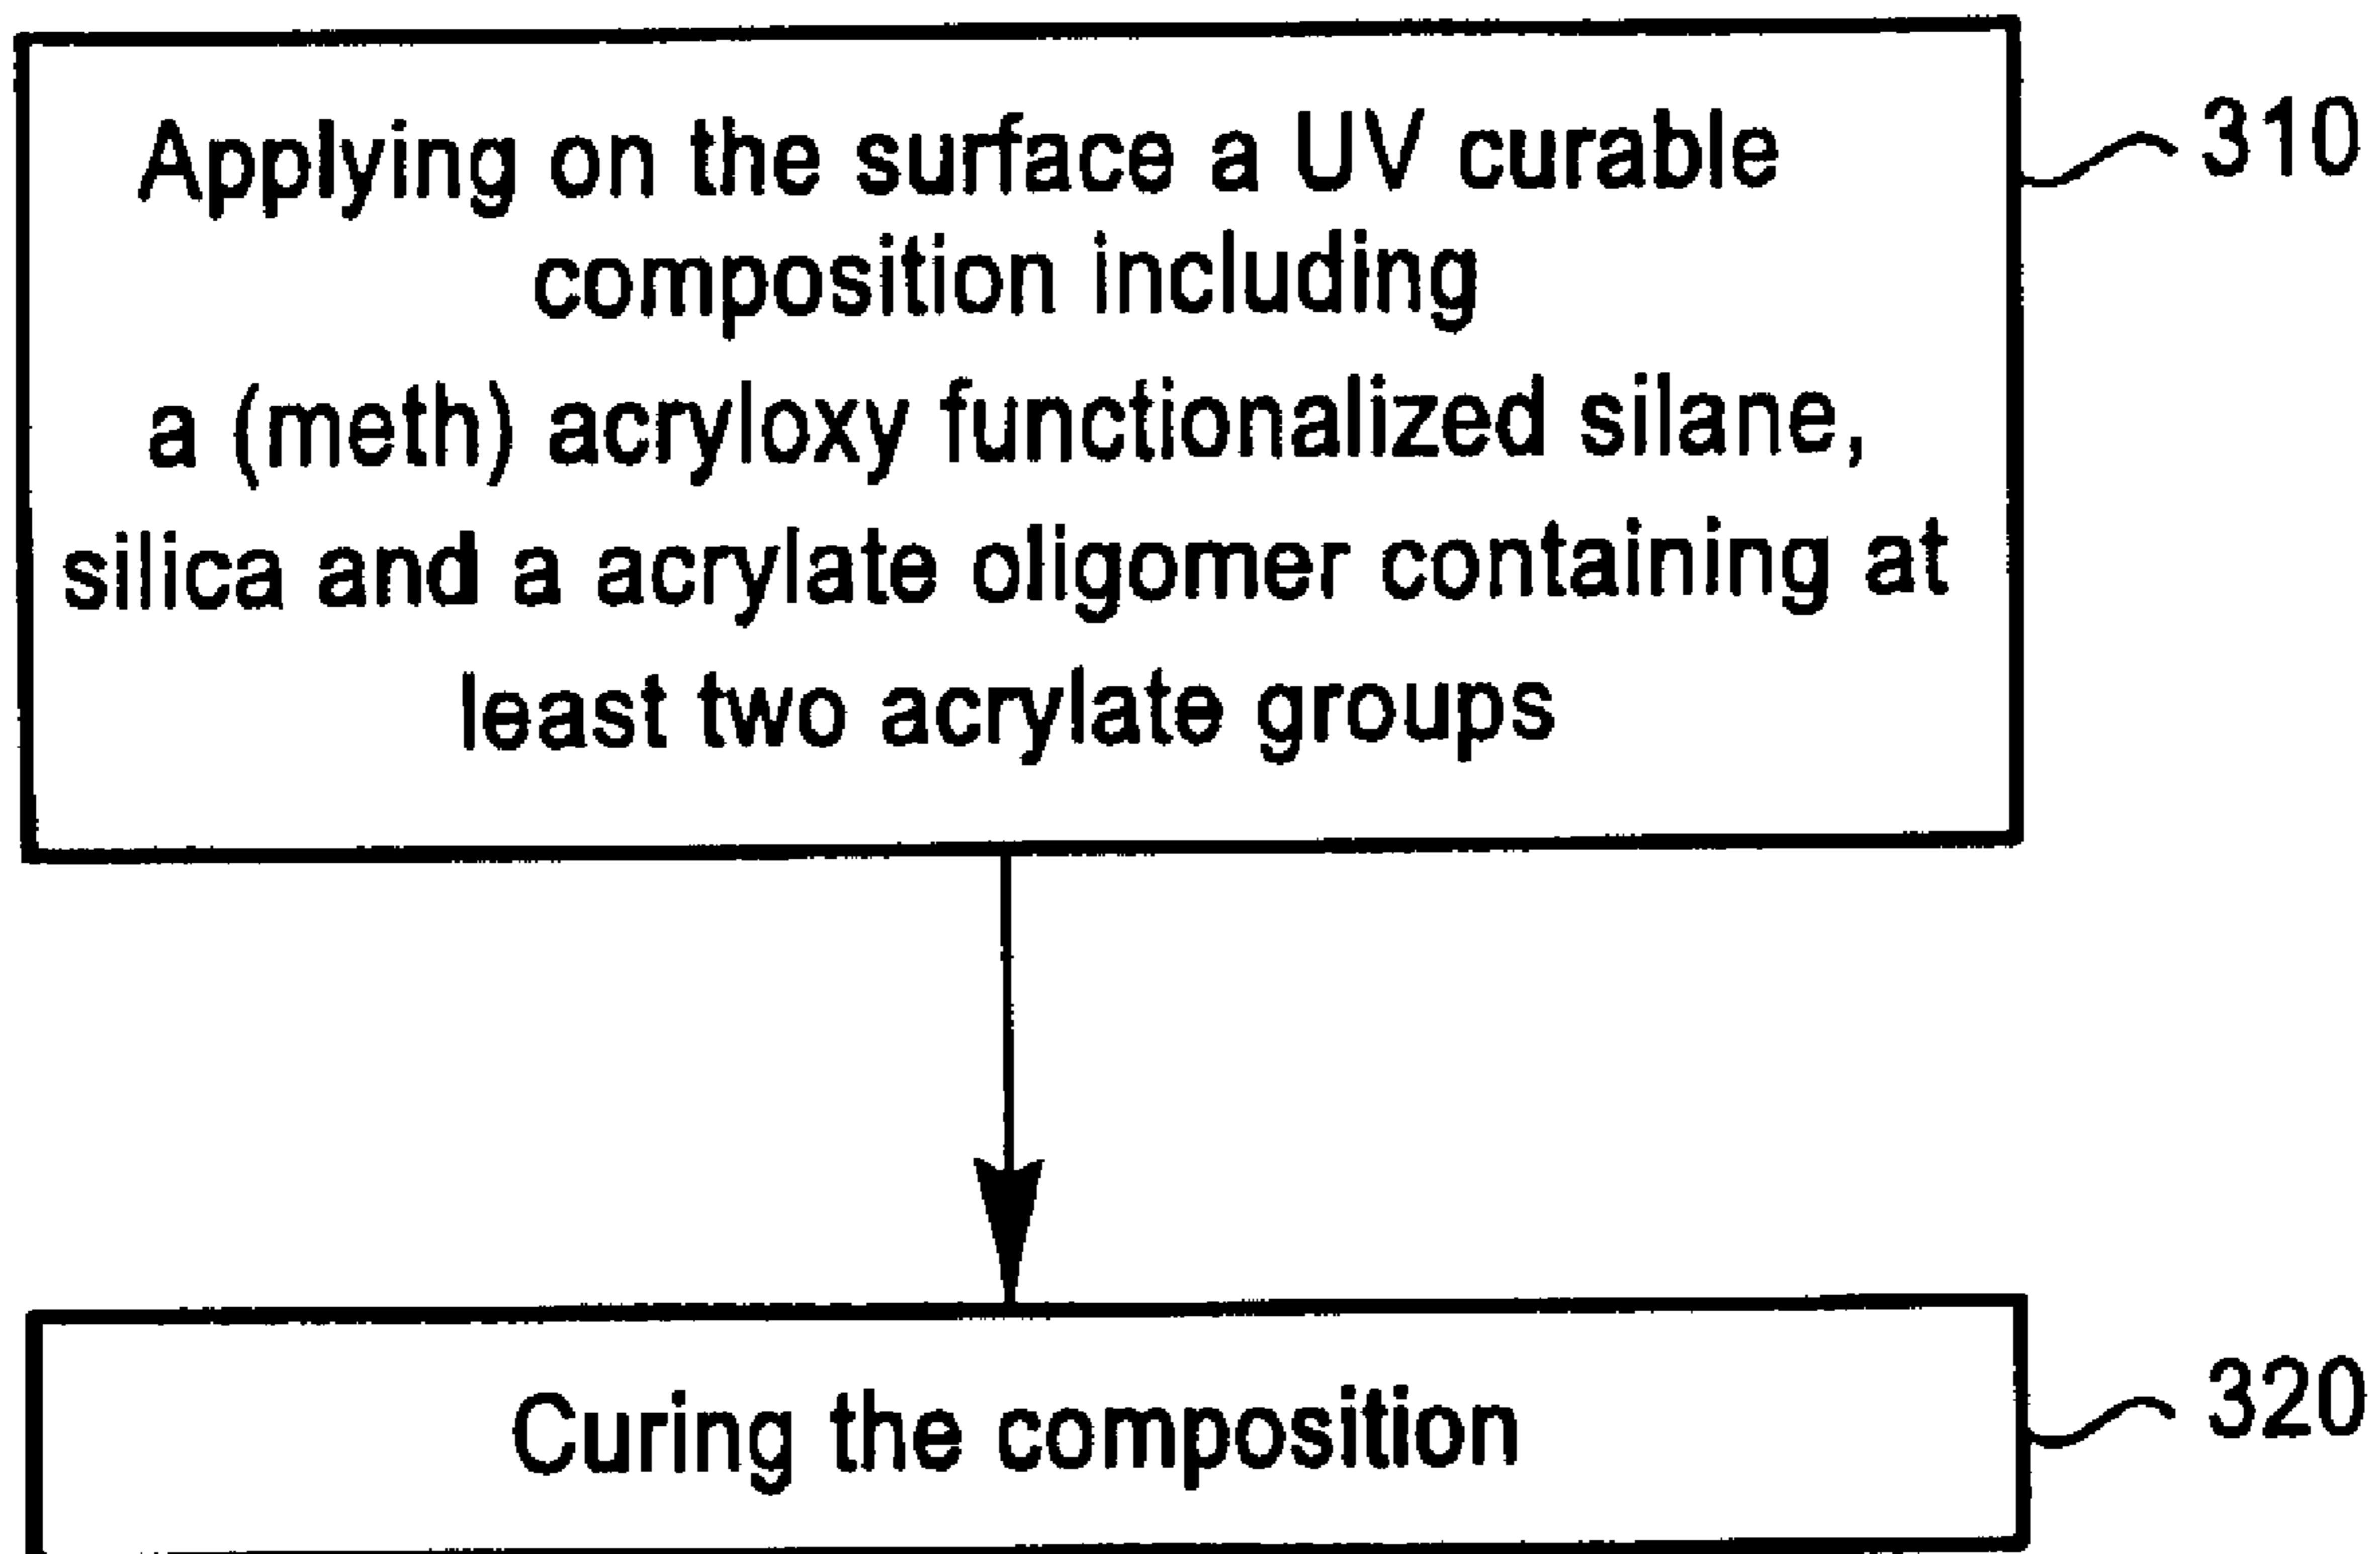 Applying on the surface a UV curable
composition including
a (meth) acryloxy functionalized silane,
silica and a acrylate oligomer containing at
least two acrylate groups
310
Curing the composition
320